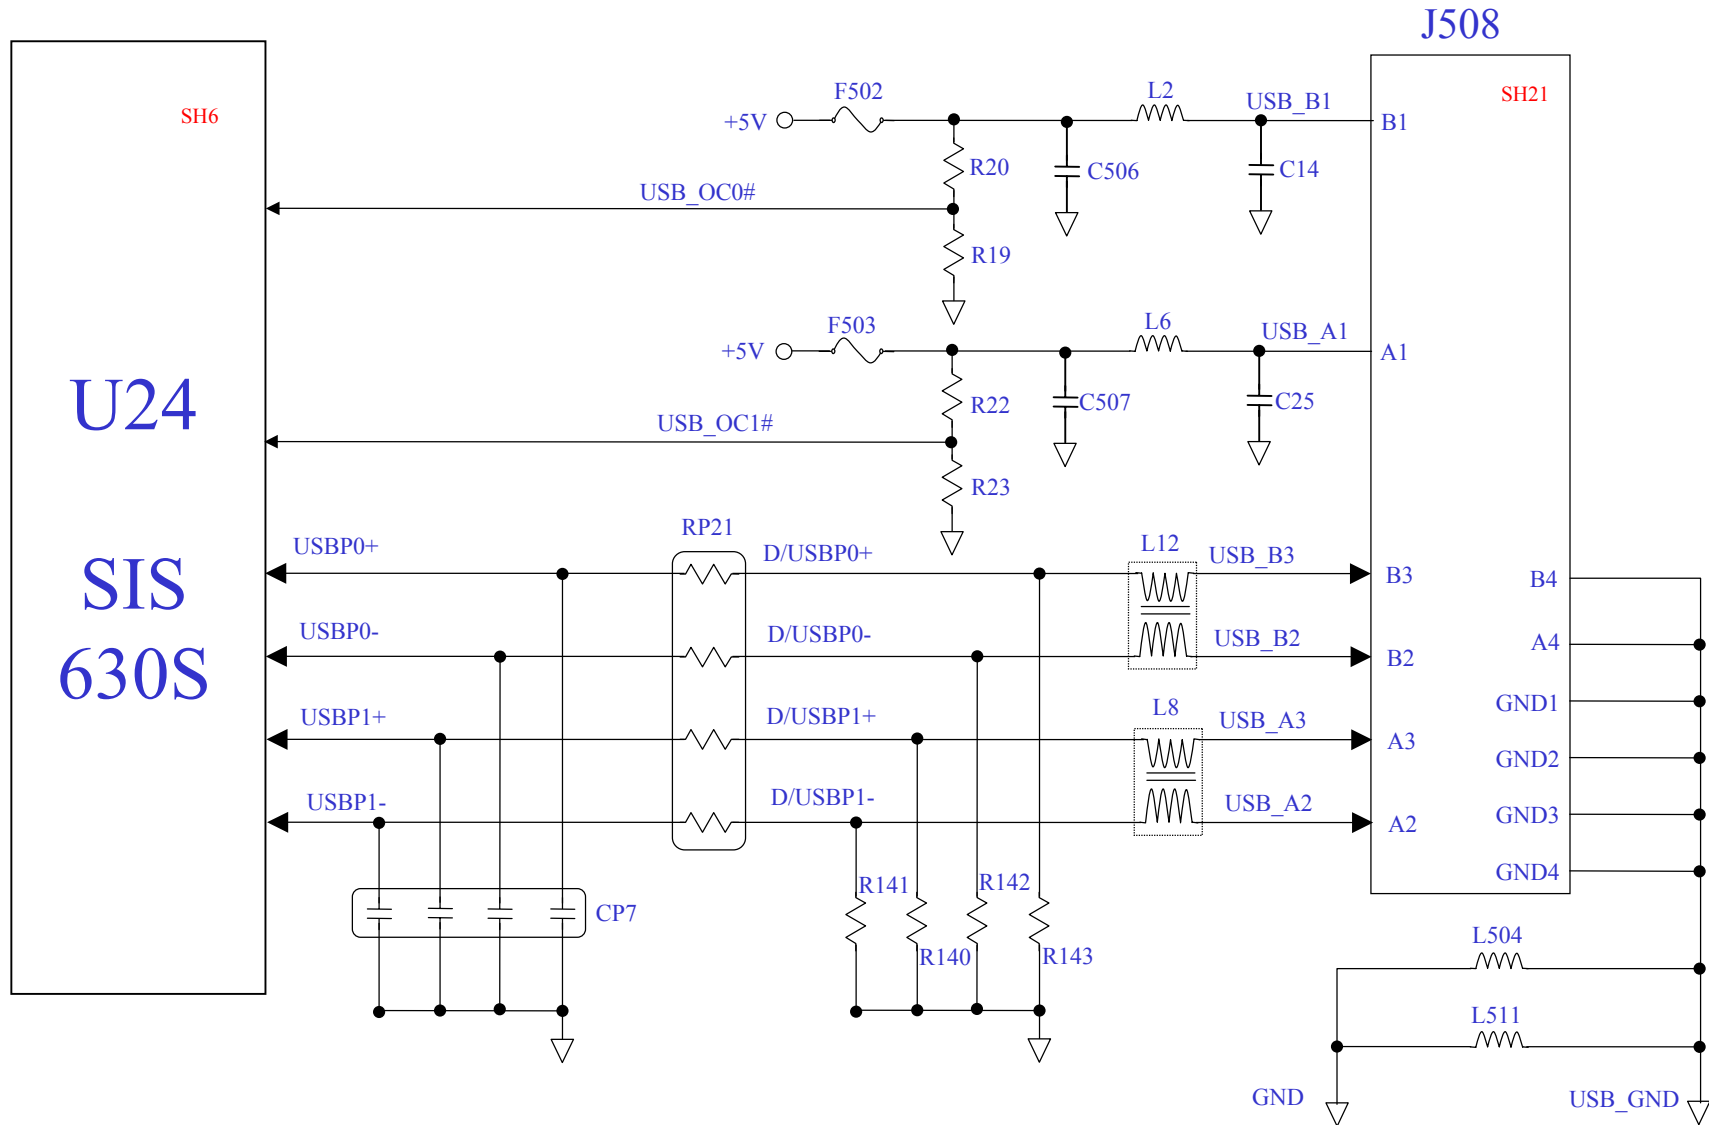 J508
SH6
SH21
F502
L2
USB_B1
+5V
B1
R20
C506
C14
USB_OC0#
R19
F503
L6
USB_A1
+5V
A1
R22
C507
C25
U24
USB_OC1#
R23
RP21
USBP0+
D/USBP0+
L12
USB_B3
B3
B4
SIS
USBP0-
D/USBP0-
USB_B2
B2
A4
630S
USBP1+
D/USBP1+
L8
USB_A3
A3
GND1
GND2
USBP1-
D/USBP1-
USB_A2
A2
GND3
GND4
R141
R142
CP7
R140
R143
L504
L511
GND
USB_GND